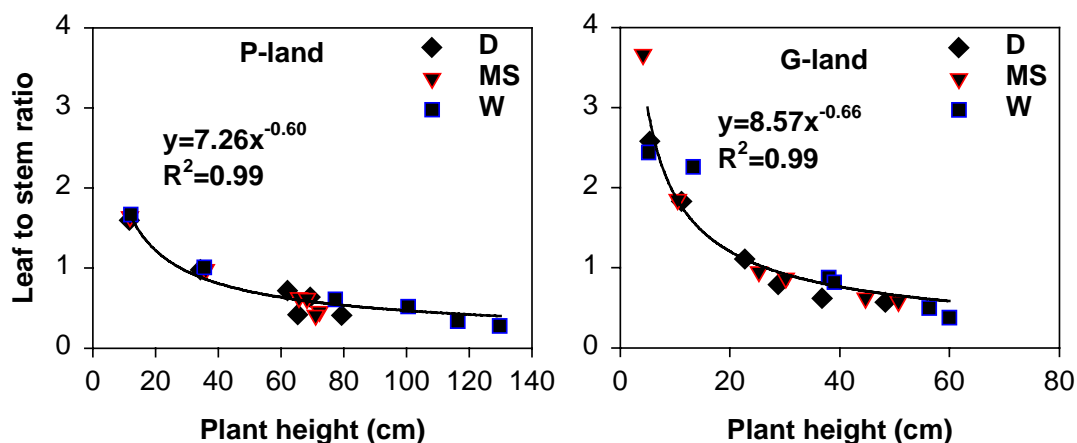 4
3
2
1
0
Leaf to stem ratio
P-land
D
MS
W
y=7.26x^-0.60
R^2=0.99
0 20 40 60 80 100 120 140
Plant height (cm)
4
3
2
1
0
G-land
D
MS
W
y=8.57x^-0.66
R^2=0.99
0 20 40 60 80
Plant height (cm)